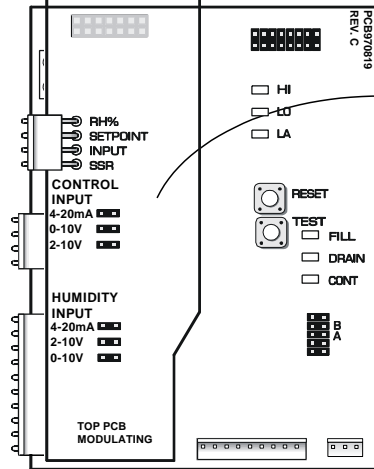 PCB970819
REV. C
HI
LO
LA
RH%
SETPOINT
INPUT
SSR
CONTROL
INPUT
4-20mA
0-10V
2-10V
RESET
TEST
FILL
DRAIN
CONT
HUMIDITY
INPUT
4-20mA
2-10V
0-10V
B
A
TOP PCB
MODULATING